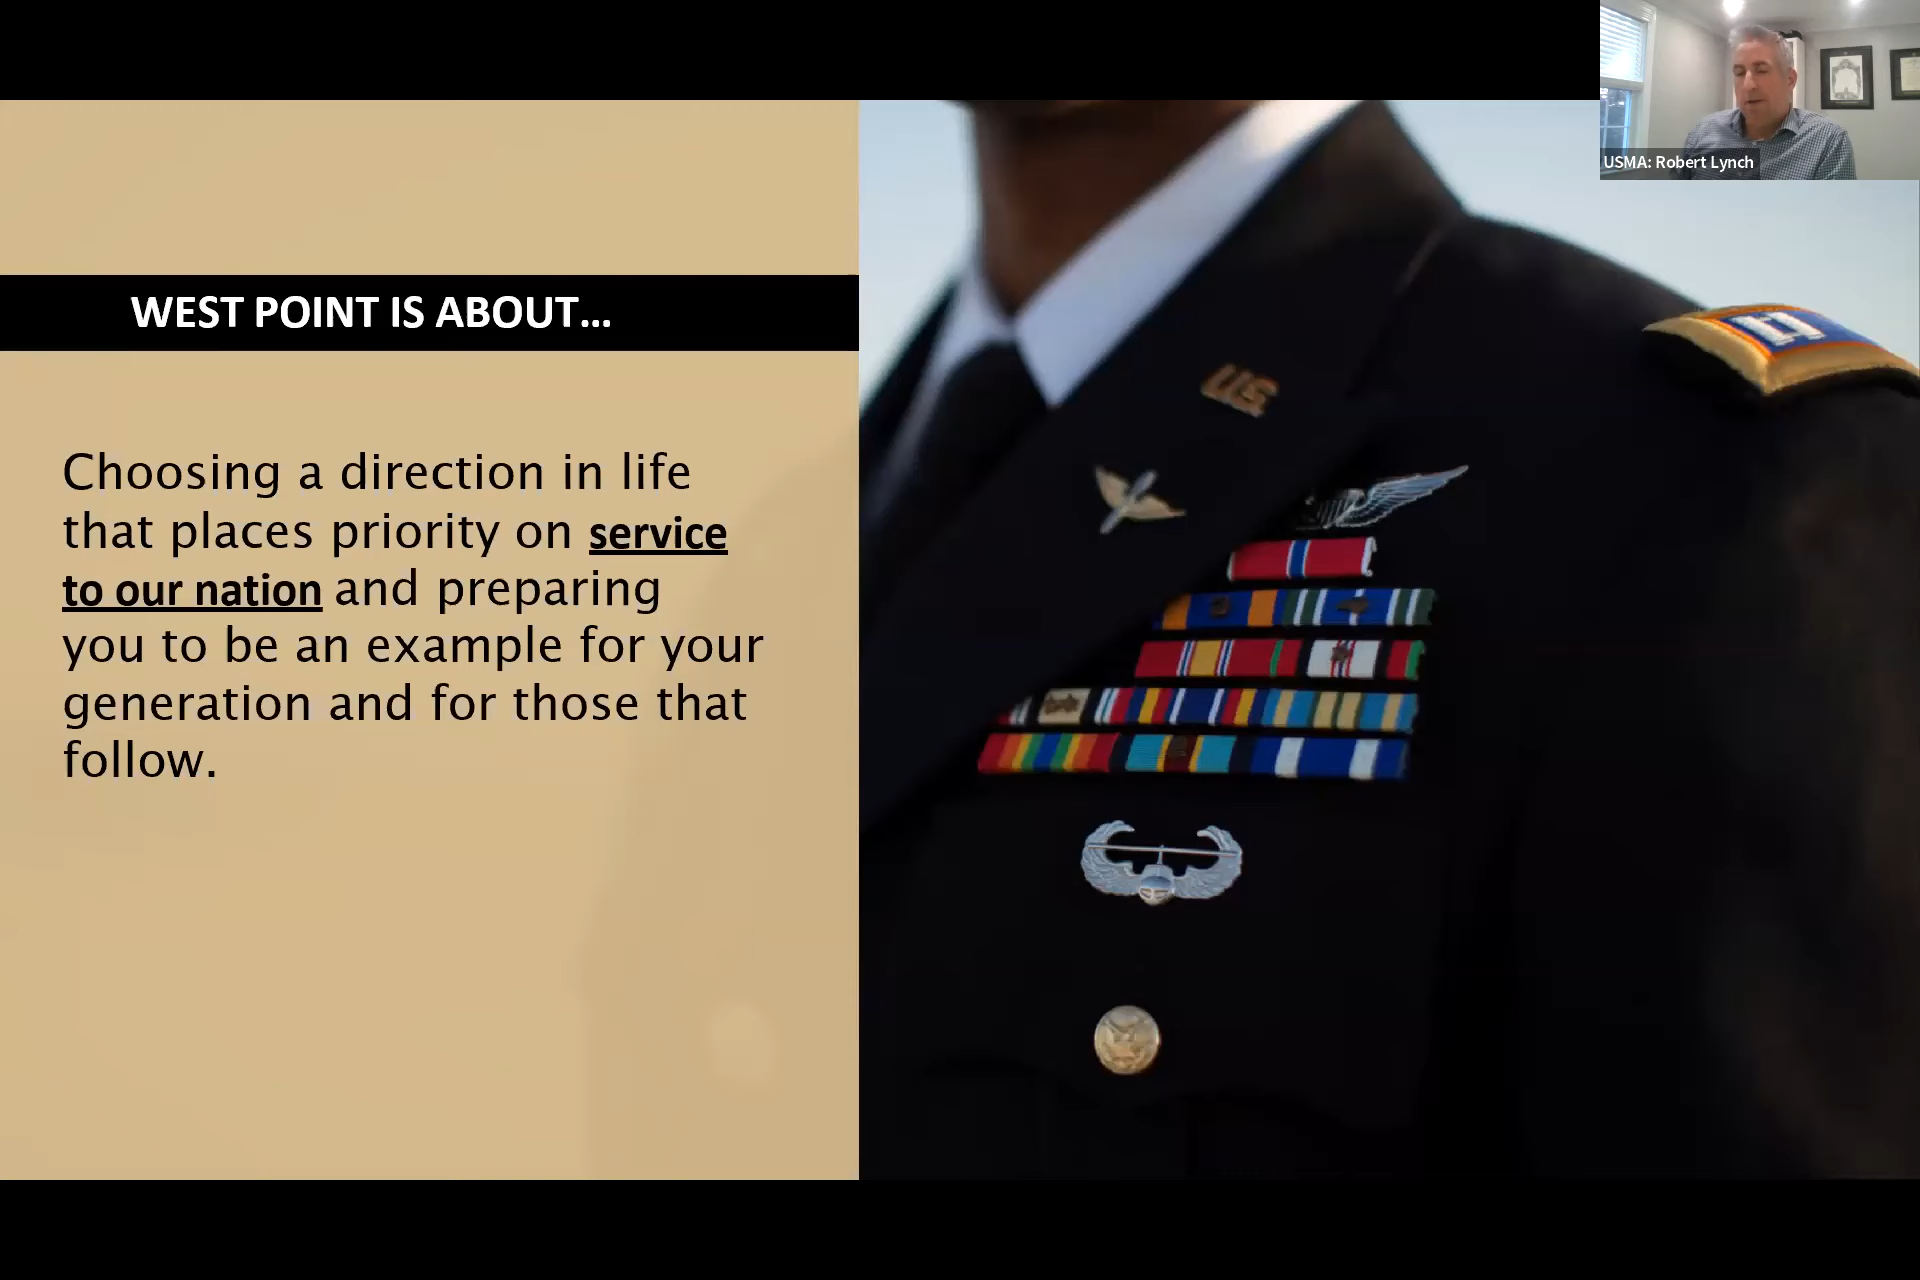 USMA: Robert Lynch
WEST POINT IS ABOUT...
Choosing a direction in life
that places priority on service
to our nation and preparing
you to be an example for your
generation and for those that
follow.
U.S.